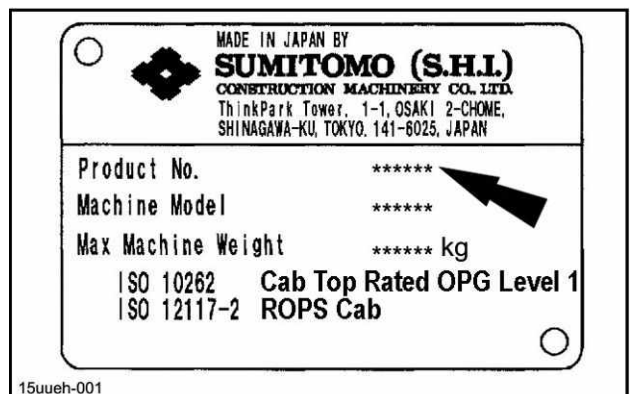 MADE IN JAPAN BY
SUMITOMO (S.H.I.)
CONSTRUCTION MACHINERY CO., LTD.
ThinkPark Tower, 1-1, OSAKI 2-CHOME,
SHINAGAWA-KU, TOKYO. 141-6025, JAPAN
Product No. ******
Machine Model ******
Max Machine Weight ****** kg
ISO 10262 Cab Top Rated OPG Level 1
ISO 12117-2 ROPS Cab
15uueh-001